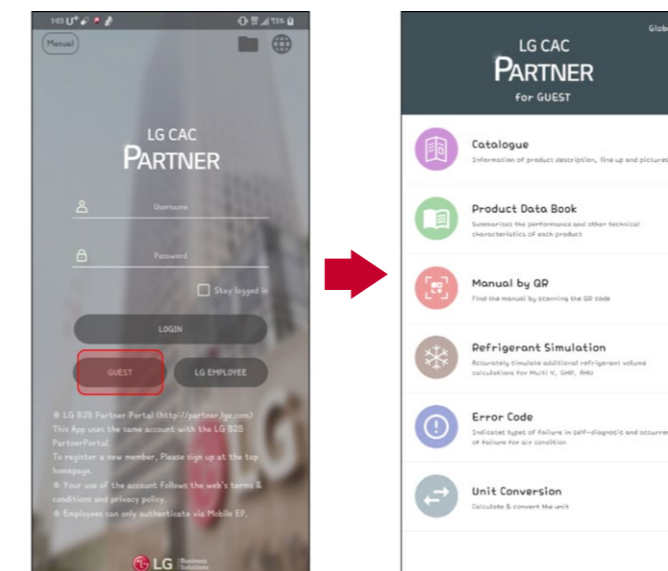 9:03 U+
73%
Manual
LG CAC
PARTNER
Username
Password
Stay logged in
LOGIN
GUEST
LG EMPLOYEE
※ LG B2B Partner Portal (http://partner.lge.com)
This App uses the same account with the LG B2B
PartnerPortal.
To register a new member, Please sign up at the top
homepage.
※ Your use of the account follows the web's terms &
conditions and privacy policy.
※ Employees can only authenticate via Mobile EP.
LG Business
Solutions
Glob
LG CAC
PARTNER
for GUEST
Catalogue
Information of product description, line up and pictures
Product Data Book
Summarizes the performance and other technical
characteristics of each product
Manual by QR
Find the manual by scanning the QR code
Refrigerant Simulation
Accurately simulate additional refrigerant volume
calculations for Multi V, GHP, AHU
Error Code
Indicates types of failure in self-diagnostic and occurren
of failure for air condition
Unit Conversion
Calculate & convert the unit